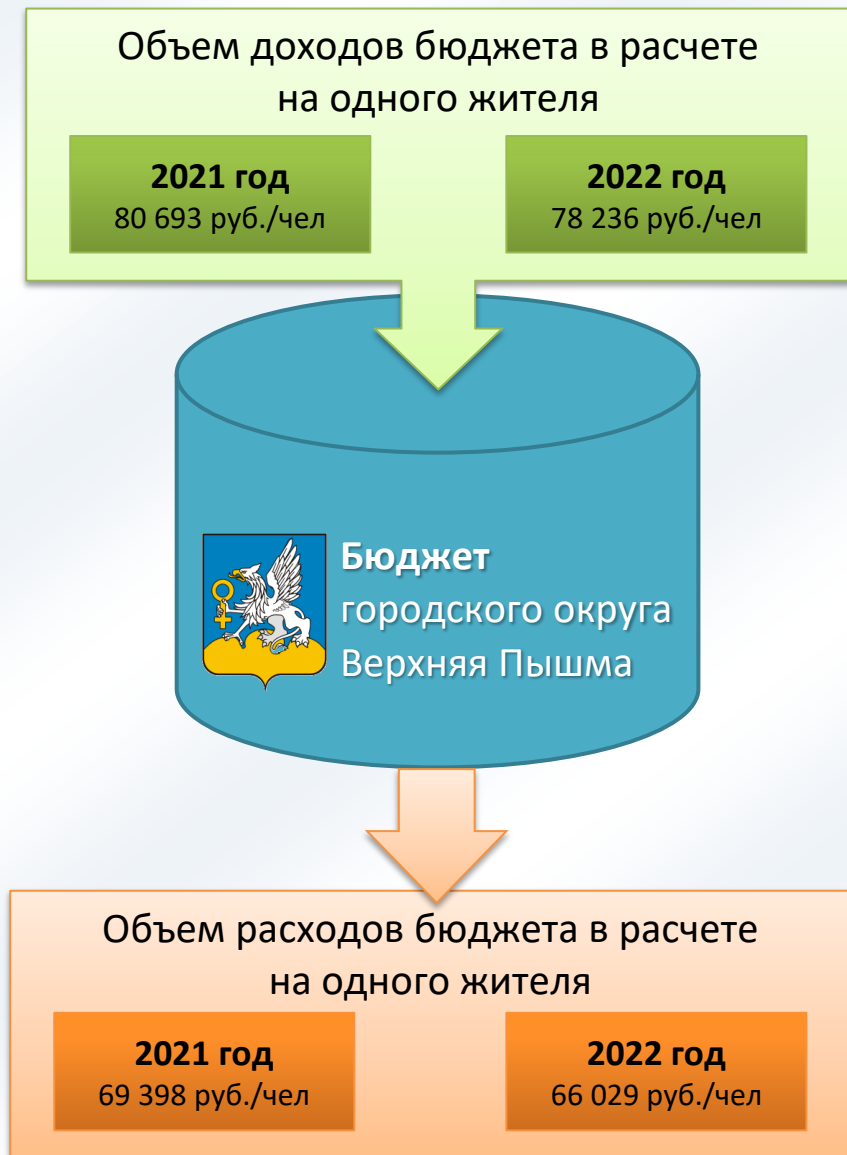 Объем доходов бюджета в расчете
на одного жителя
2021 год
80 693 руб./чел
2022 год
78 236 руб./чел
Бюджет
городского округа
Верхняя Пышма
Объем расходов бюджета в расчете
на одного жителя
2021 год
69 398 руб./чел
2022 год
66 029 руб./чел